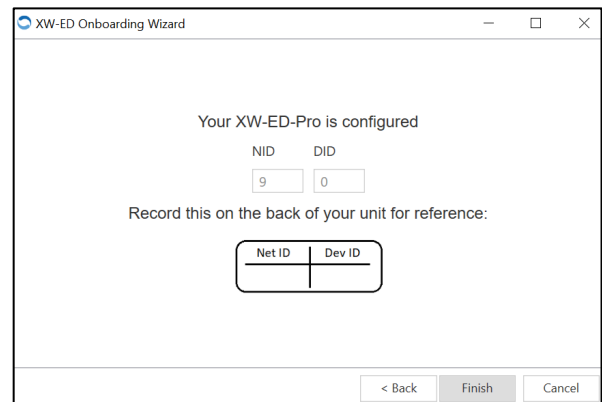 XW-ED Onboarding Wizard
Your XW-ED-Pro is configured
NID DID
9 0
Record this on the back of your unit for reference:
Net ID Dev ID
< Back Finish Cancel